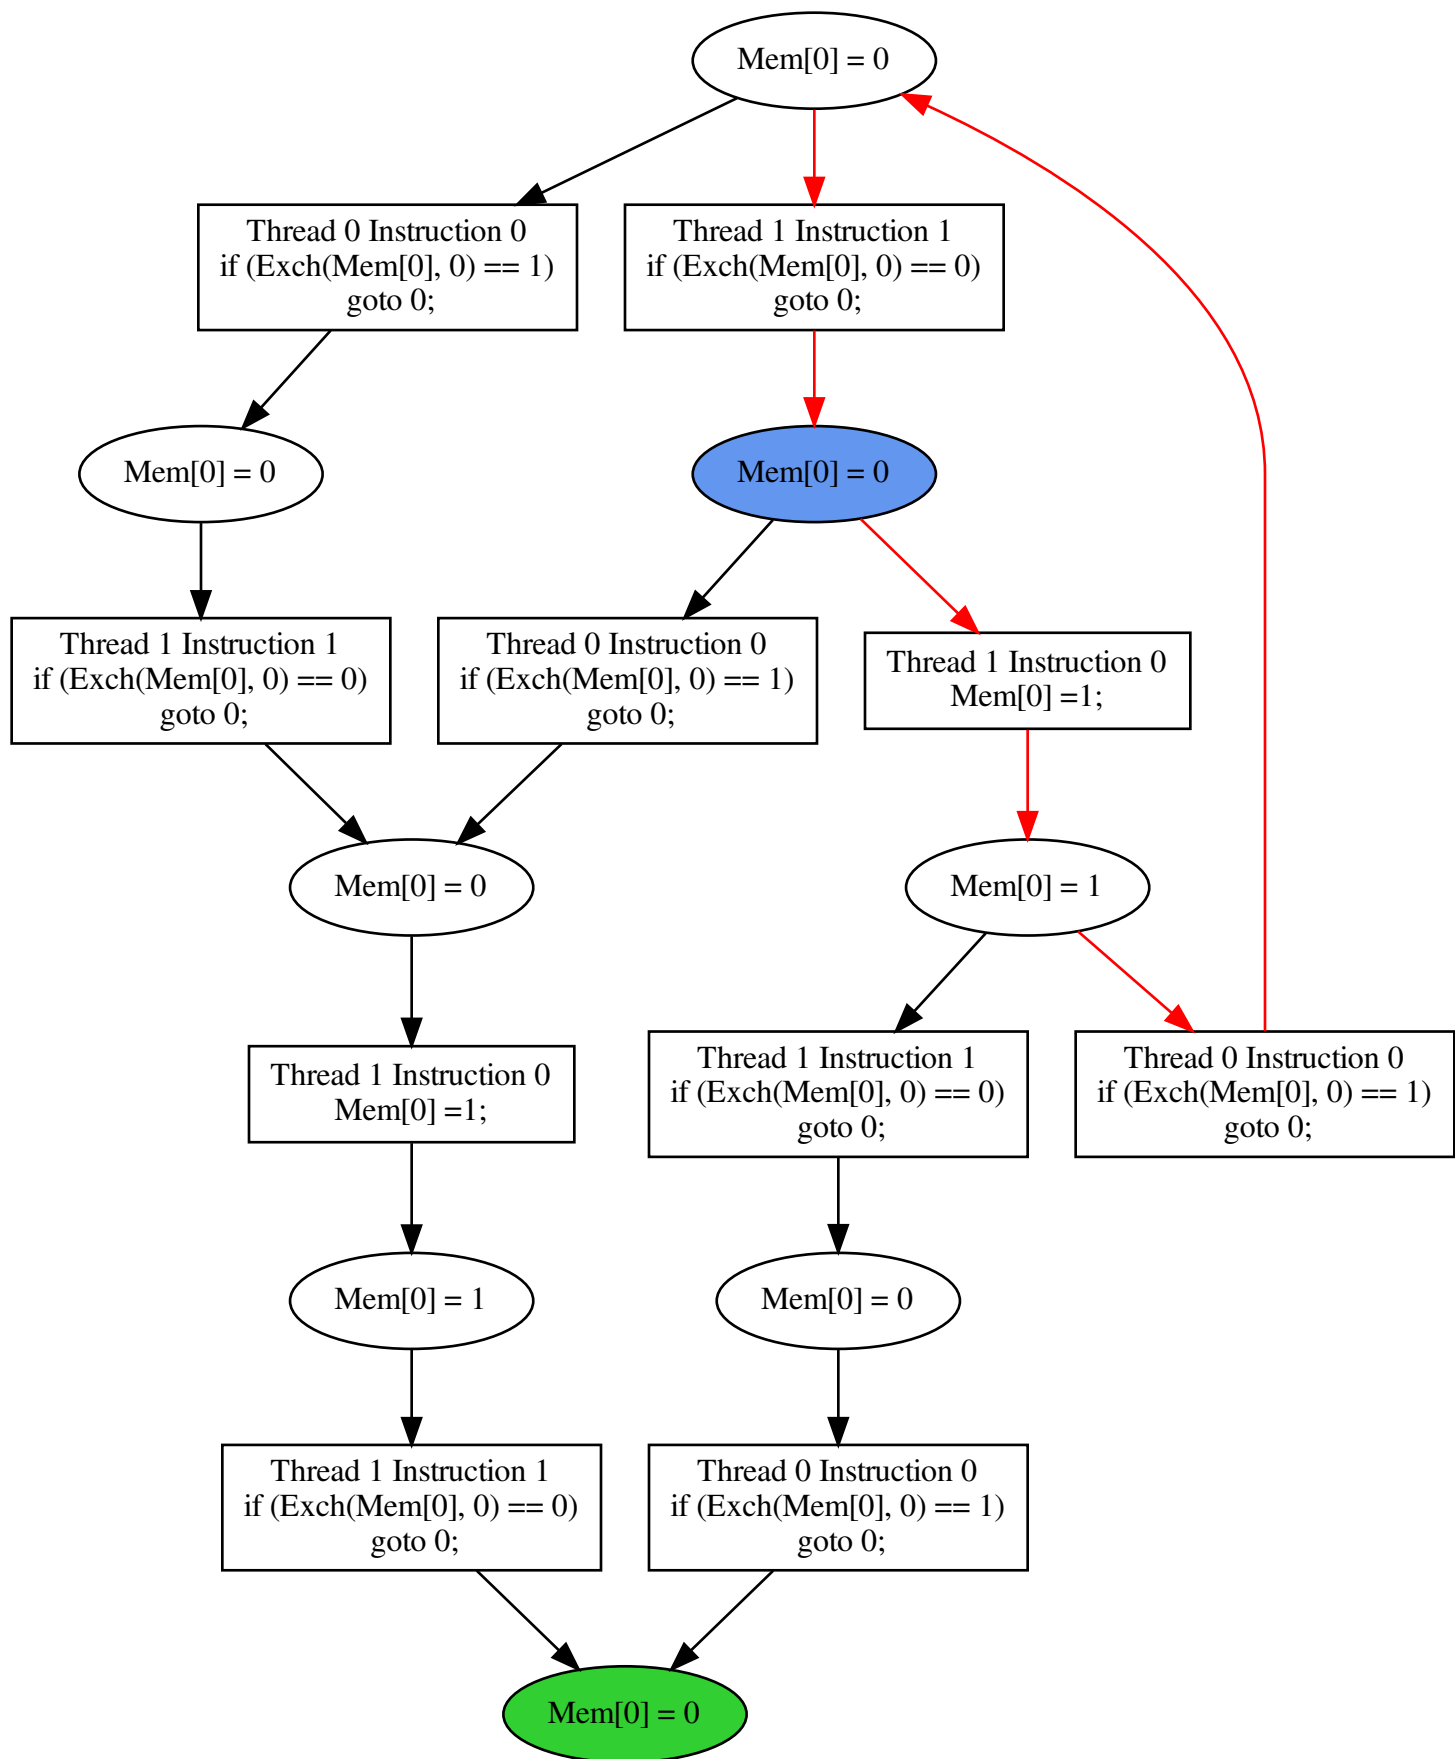 Mem[0] = 0
Thread 0 Instruction 0
if (Exch(Mem[0], 0) == 1)
goto 0;
Thread 1 Instruction 1
if (Exch(Mem[0], 0) == 0)
goto 0;
Mem[0] = 0
Mem[0] = 0
Thread 1 Instruction 1
if (Exch(Mem[0], 0) == 0)
goto 0;
Thread 0 Instruction 0
if (Exch(Mem[0], 0) == 1)
goto 0;
Thread 1 Instruction 0
Mem[0] =1;
Mem[0] = 0
Mem[0] = 1
Thread 1 Instruction 0
Mem[0] =1;
Thread 1 Instruction 1
if (Exch(Mem[0], 0) == 0)
goto 0;
Thread 0 Instruction 0
if (Exch(Mem[0], 0) == 1)
goto 0;
Mem[0] = 1
Mem[0] = 0
Thread 1 Instruction 1
if (Exch(Mem[0], 0) == 0)
goto 0;
Thread 0 Instruction 0
if (Exch(Mem[0], 0) == 1)
goto 0;
Mem[0] = 0